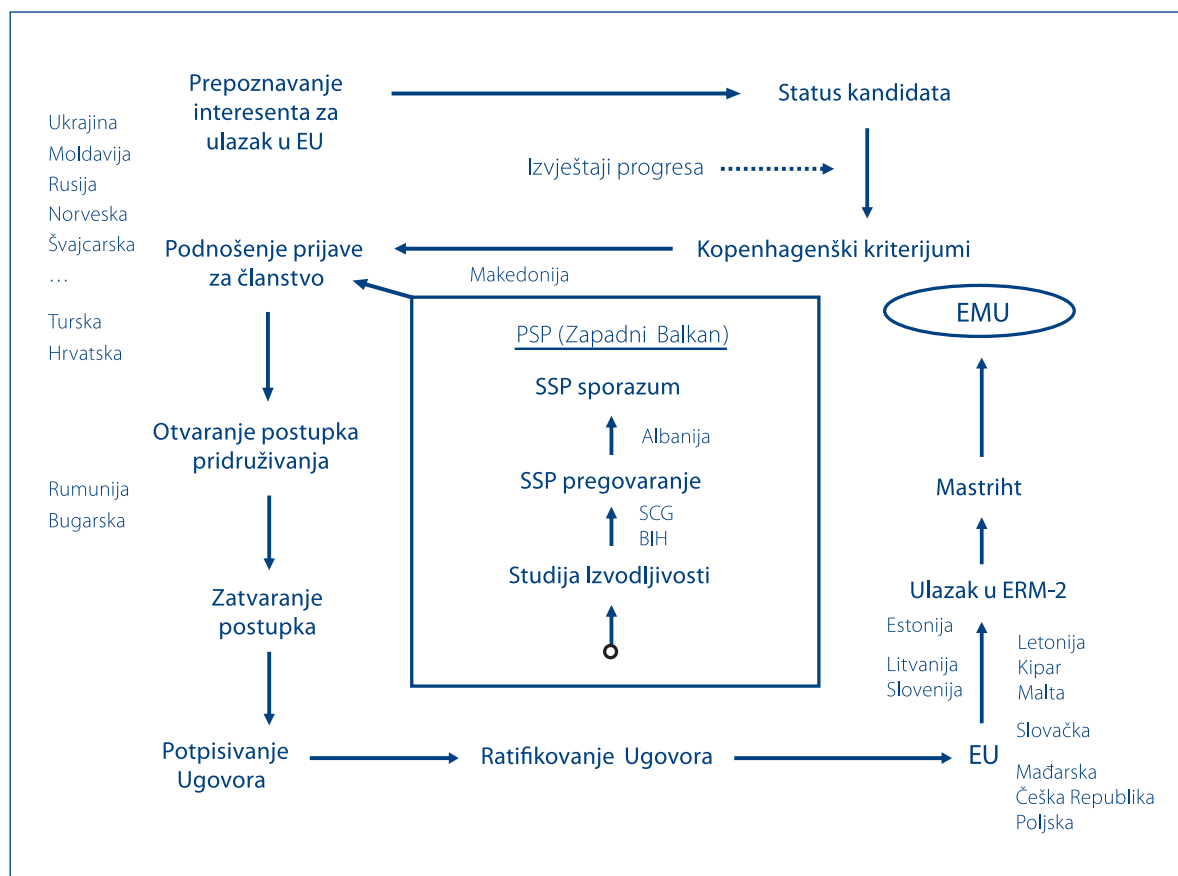 Prepoznavanje
interesenta za
ulazak u EU
Status kandidata
Ukrajina
Moldavija
Rusija
Norveska
Švajcarska
…
Turska
Hrvatska
Izvještaji progresa
Podnošenje prijave
za članstvo
Kopenhagenški kriterijumi
Makedonija
EMU
PSP (Zapadni Balkan)
SSP sporazum
Albanija
SSP pregovaranje
SCG
BIH
Studija Izvodljivosti
Otvaranje postupka
pridruživanja
Rumunija
Bugarska
Zatvaranje
postupka
Mastriht
Ulazak u ERM-2
Estonija
Litvanija
Slovenija
Letonija
Kipar
Malta
Slovačka
Potpisivanje
Ugovora
Ratifikovanje Ugovora
EU
Mađarska
Češka Republika
Poljska